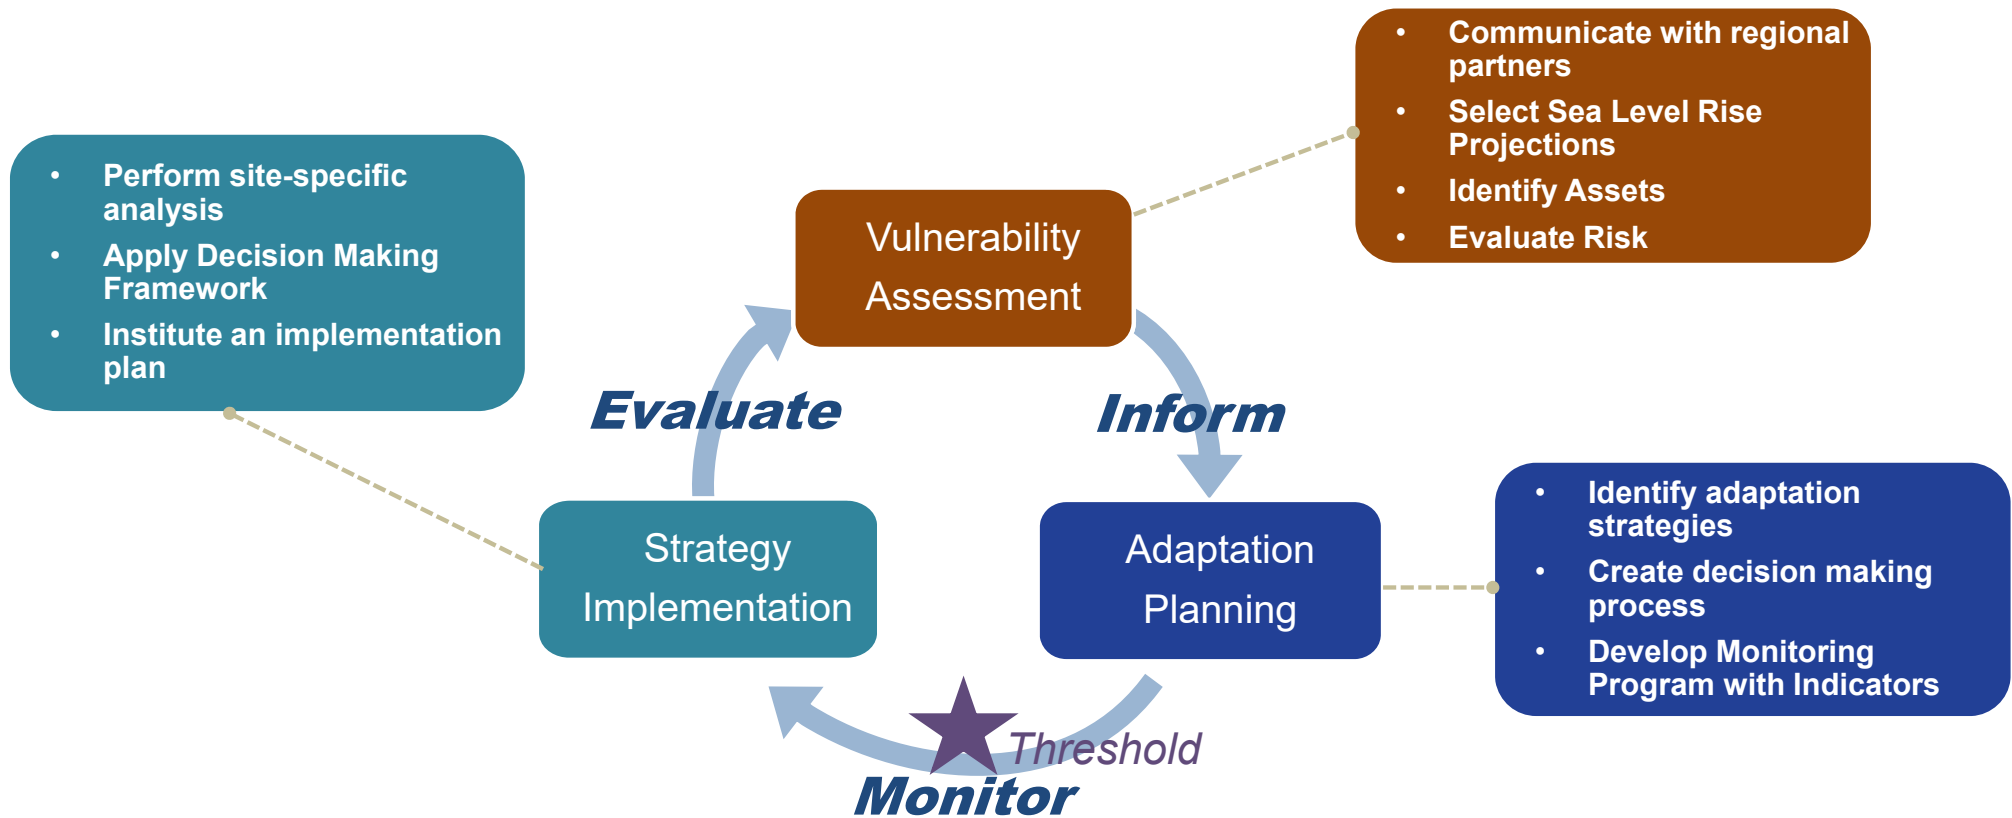 • Communicate with regional
partners
• Select Sea Level Rise
Projections
• Identify Assets
• Evaluate Risk
• Perform site-specific
analysis
• Apply Decision Making
Framework
• Institute an implementation
plan
Vulnerability
Assessment
Evaluate
Inform
Strategy
Implementation
Adaptation
Planning
• Identify adaptation
strategies
• Create decision making
process
• Develop Monitoring
Program with Indicators
Threshold
Monitor